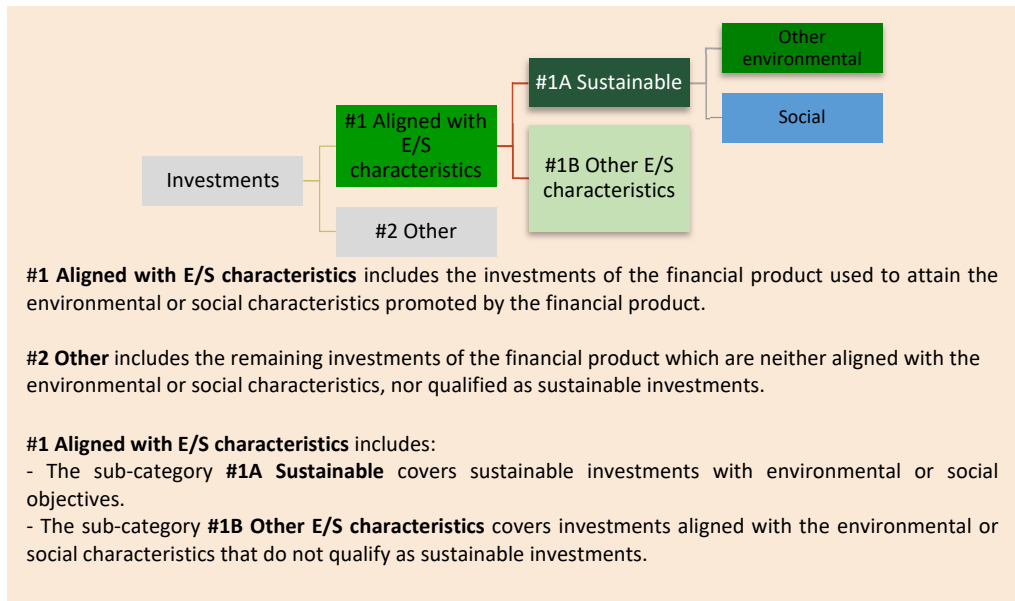 Other
environmental
#1A Sustainable
#1 Aligned with
E/S
characteristics
Social
#1B Other E/S
characteristics
Investments
#2 Other
#1 Aligned with E/S characteristics includes the investments of the financial product used to attain the
environmental or social characteristics promoted by the financial product.
#2 Other includes the remaining investments of the financial product which are neither aligned with the
environmental or social characteristics, nor qualified as sustainable investments.
#1 Aligned with E/S characteristics includes:
- The sub-category #1A Sustainable covers sustainable investments with environmental or social
objectives.
- The sub-category #1B Other E/S characteristics covers investments aligned with the environmental or
social characteristics that do not qualify as sustainable investments.